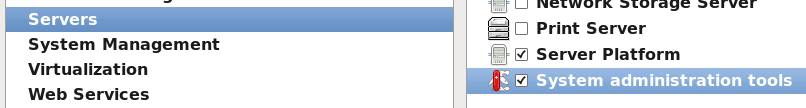 Servers
System Management
Virtualization
Web Services
Network Storage Server
Print Server
Server Platform
System administration tools